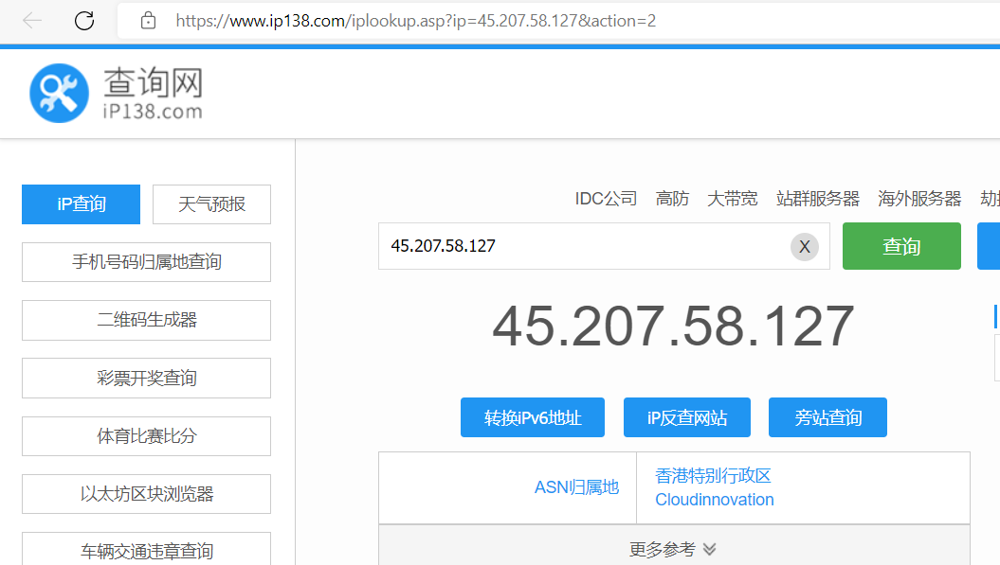 https://www.ip138.com/iplookup.asp?ip=45.207.58.127&action=2
查询网
iP138.com
iP查询 天气预报
手机号码归属地查询
二维码生成器
彩票开奖查询
体育比赛比分
以太坊区块浏览器
车辆交通违章查询
IDC公司 高防 大带宽 站群服务器 海外服务器
45.207.58.127 X 查询
45.207.58.127
转换iPv6地址 iP反查网站 旁站查询
ASN归属地 香港特别行政区
Cloudinnovation
更多参考